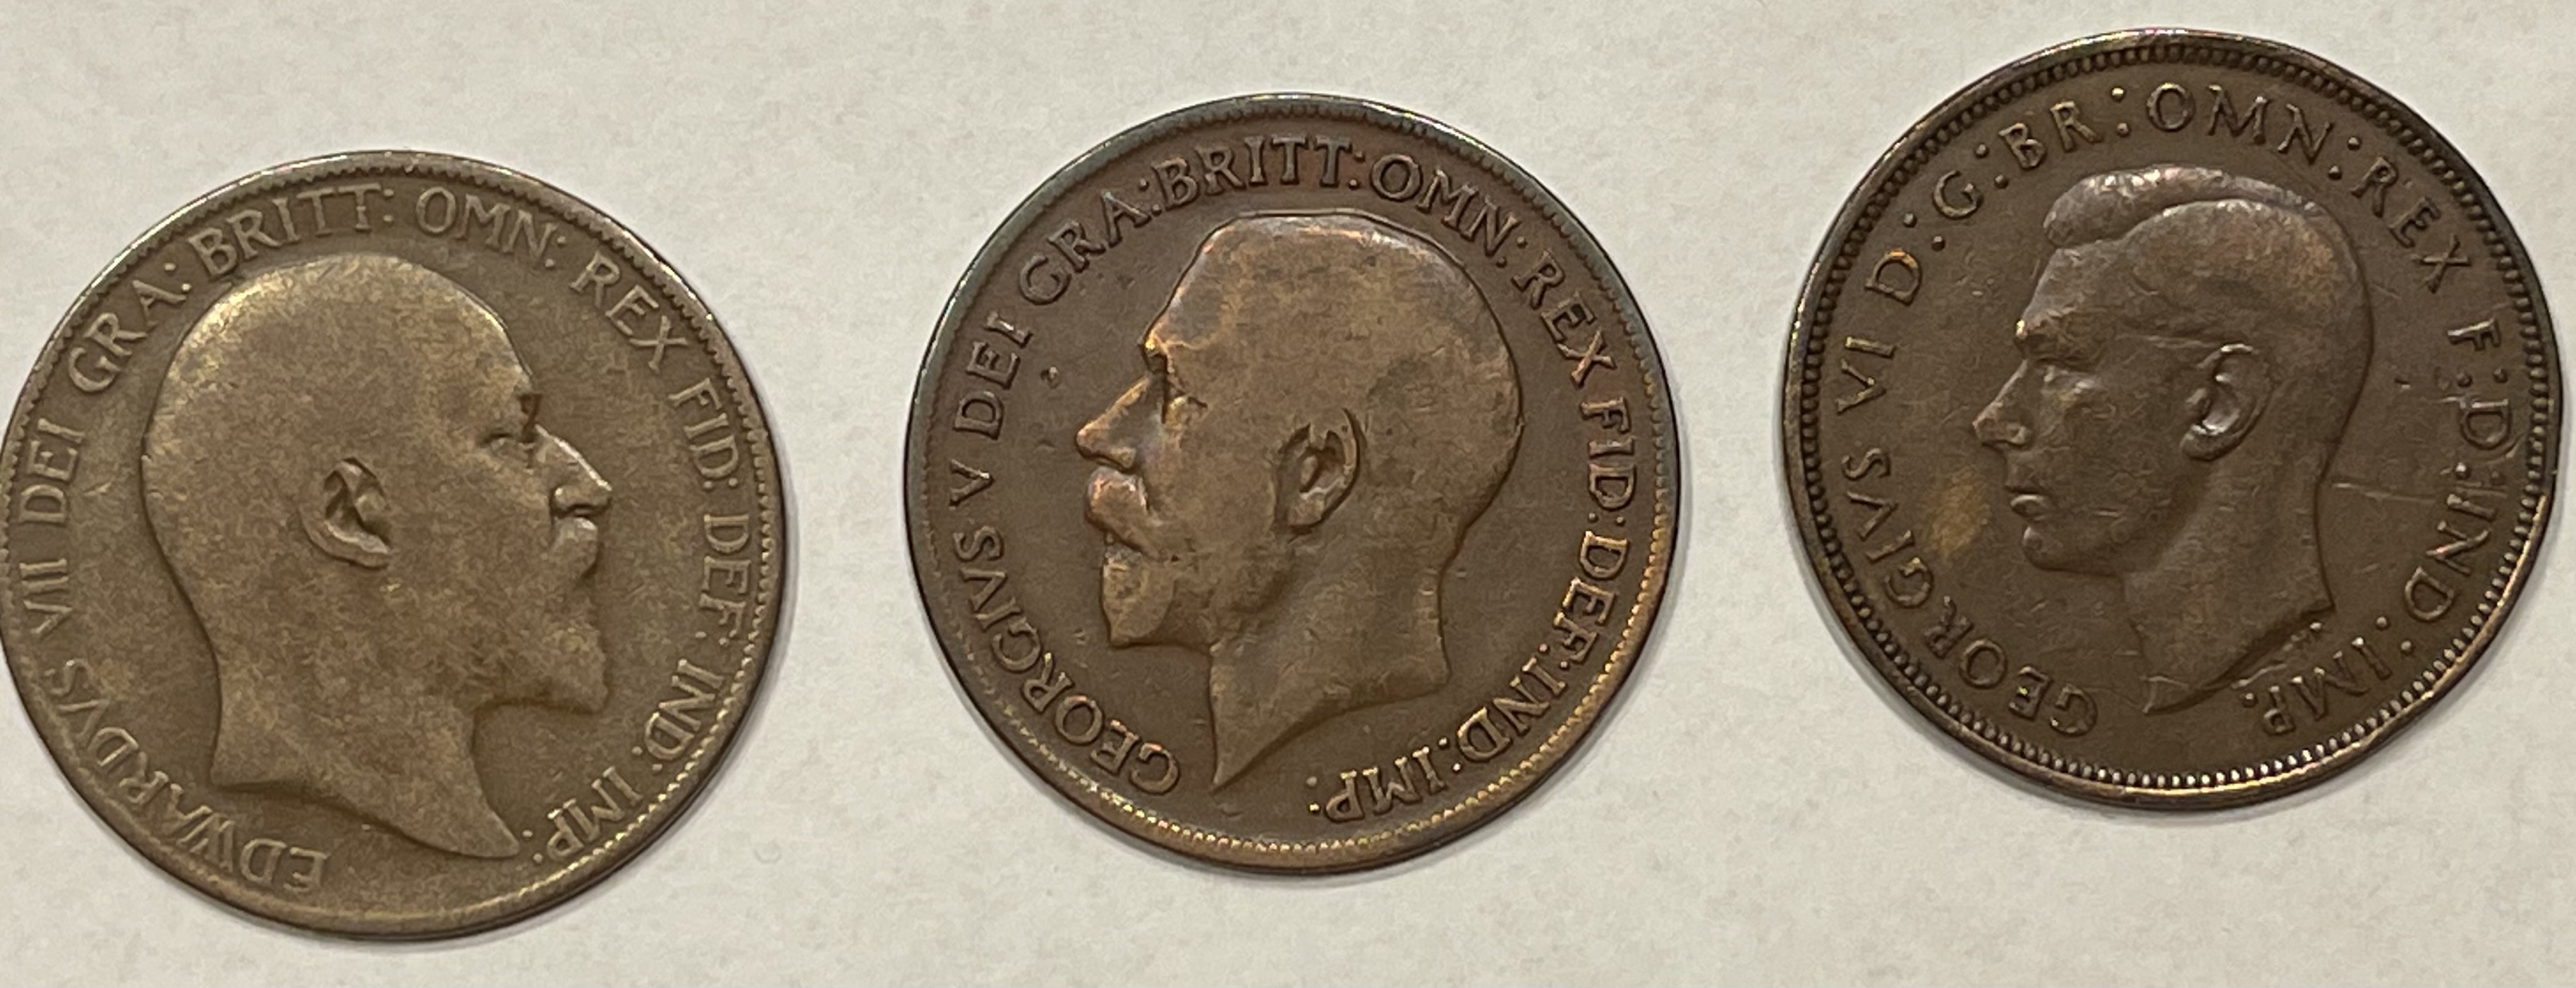 EDWARDVS VII DEI GRA: BRITT: OMN: REX FID: DEF: IND: IMP:
GEORGIVS V DEI GRA: BRITT: OMN: REX FID: DEF: IND: IMP:
GEORGIVS VI D: G: BR: OMN: REX F: D: IND: IMP.